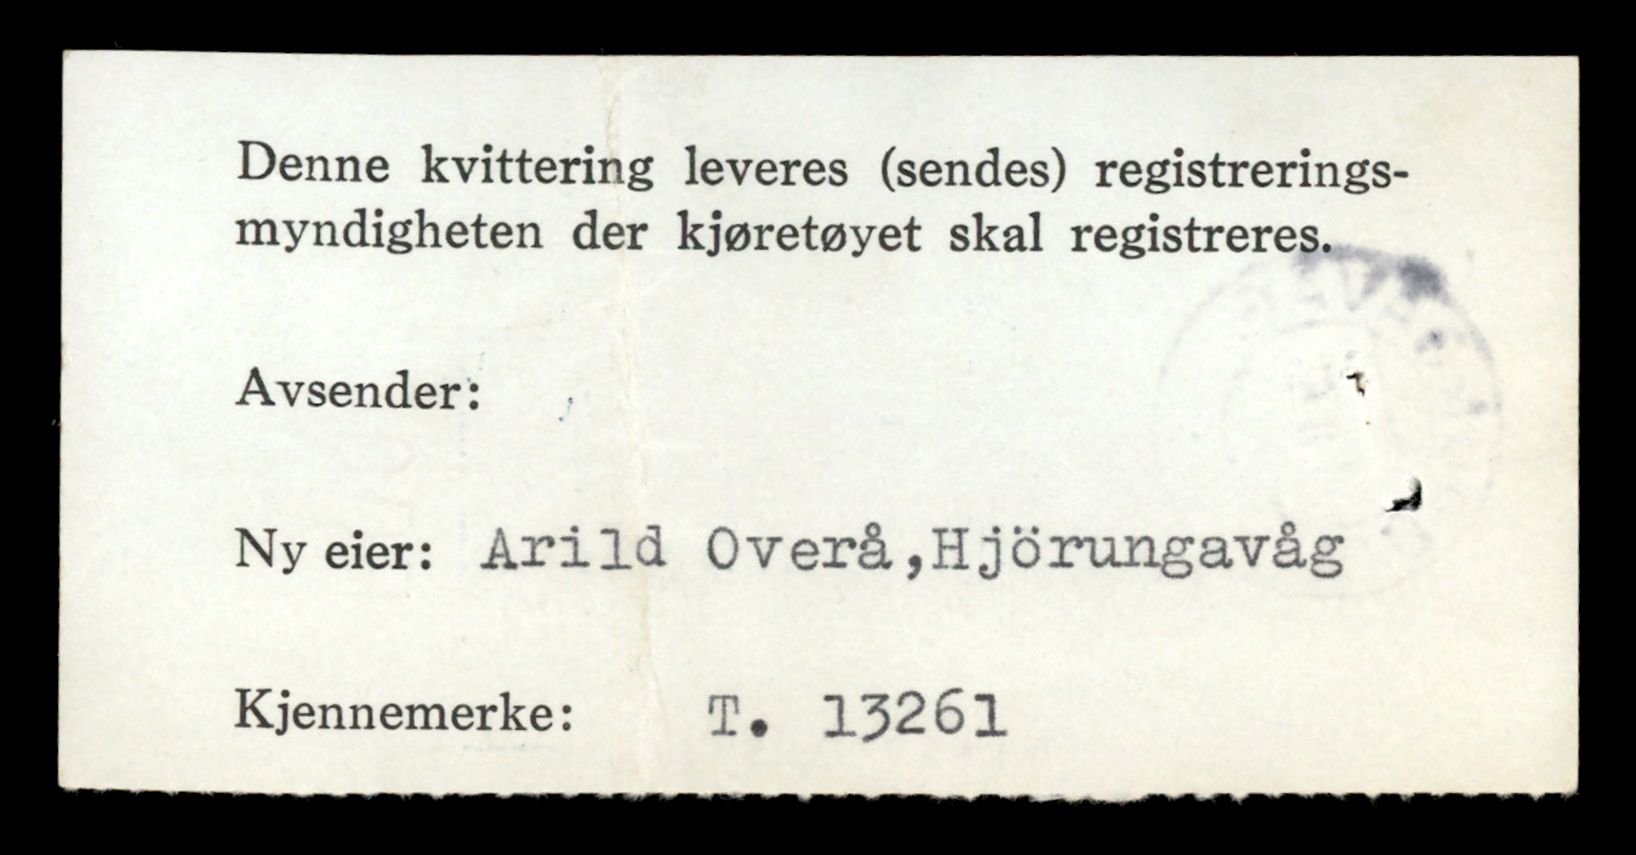 Denne kvittering leveres (sendes) registrerings-
myndigheten der kjøretøyet skal registreres.
Avsender:
Ny eier: Arild Overå,Hjörungavåg
Kjennemerke: T. 13261